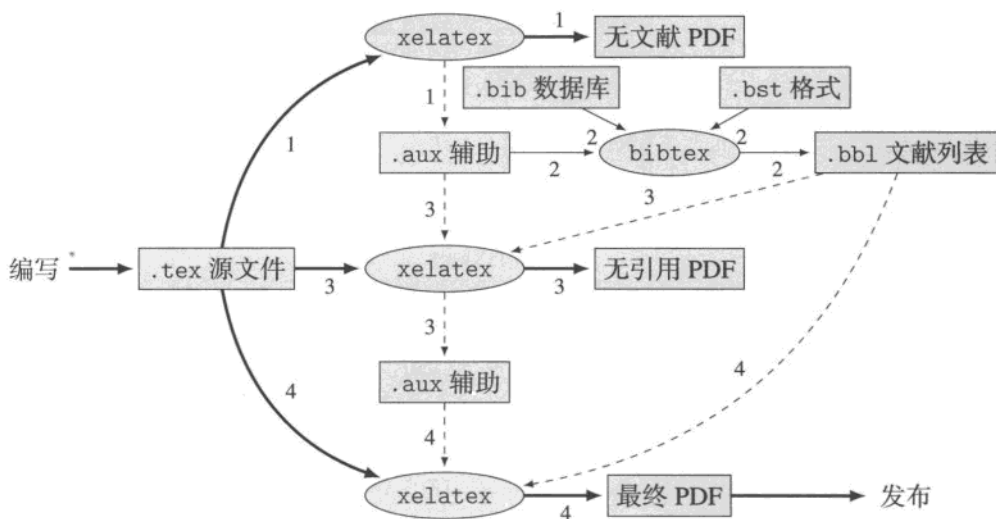 xelatex
1
无文献 PDF
1
.bib 数据库
.bst 格式
1
.aux 辅助
2
2
bibtex
2
2
.bbl 文献列表
3
3
编写
.tex 源文件
3
xelatex
3
无引用 PDF
3
.aux 辅助
4
4
4
xelatex
4
最终 PDF
发布